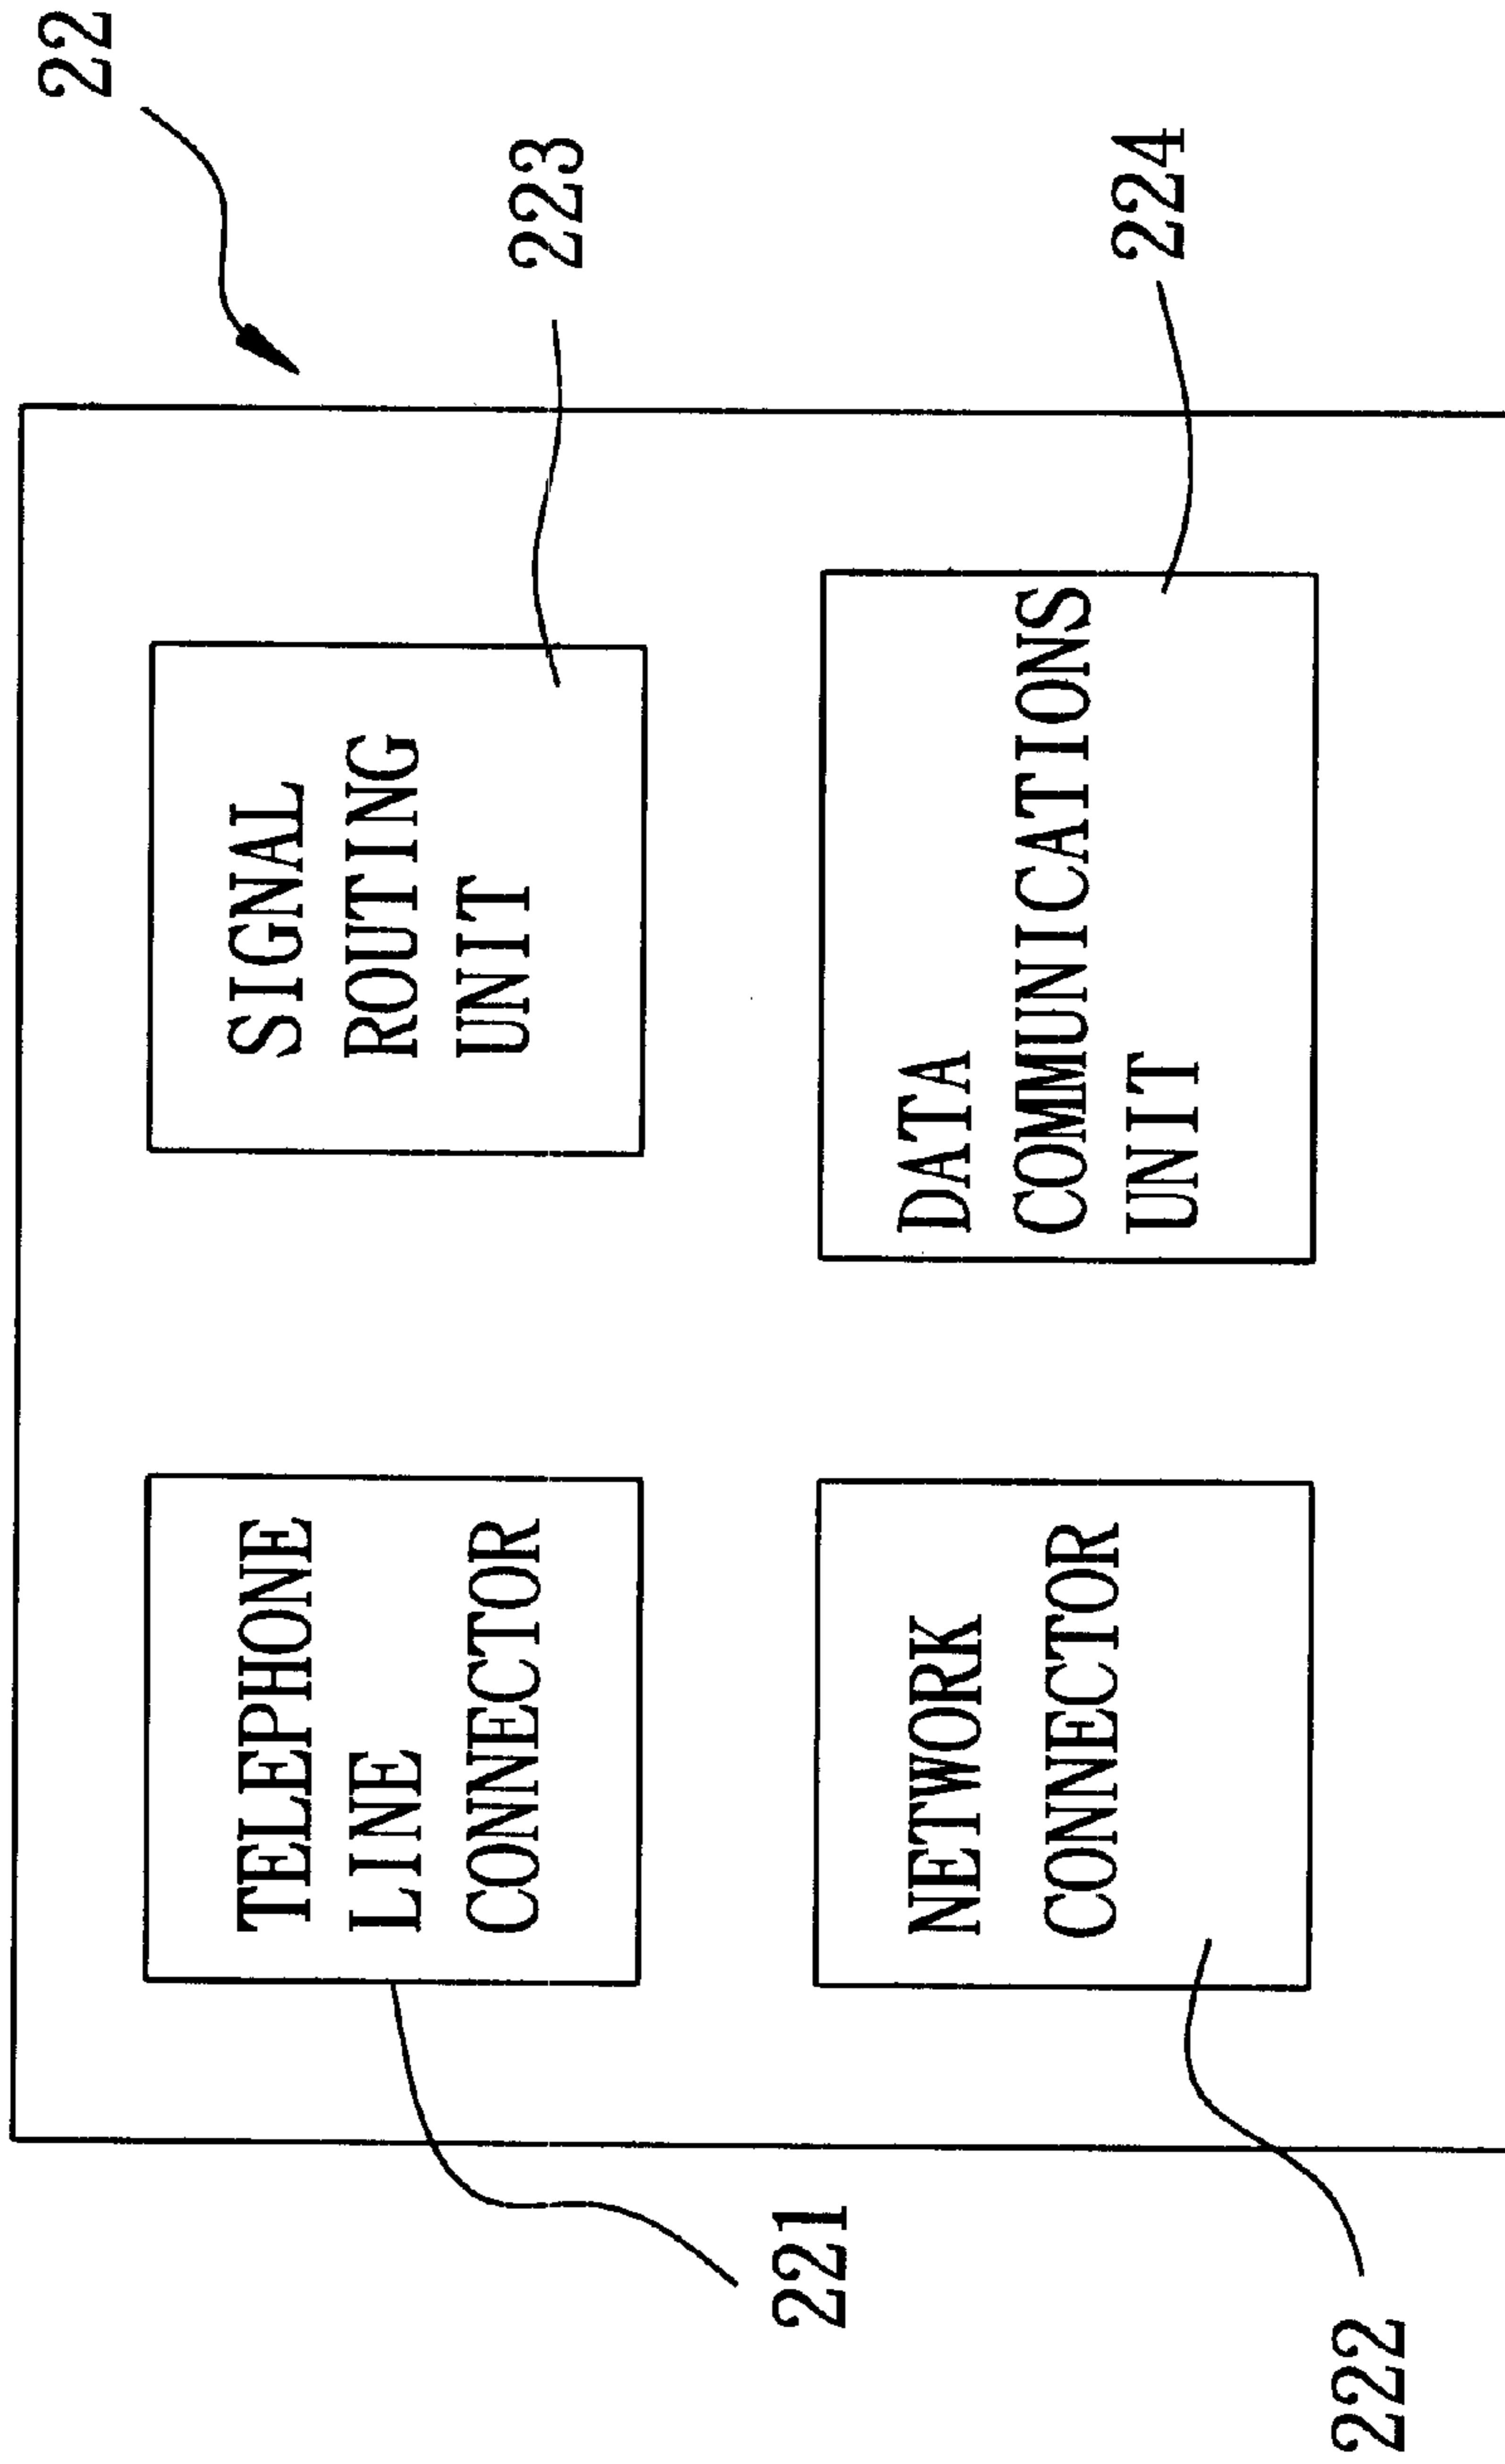 22
TELEPHONE
LINE
CONNECTOR
SIGNAL
ROUTING
UNIT
223
221
NETWORK
CONNECTOR
DATA
COMMUNICATIONS
UNIT
224
222